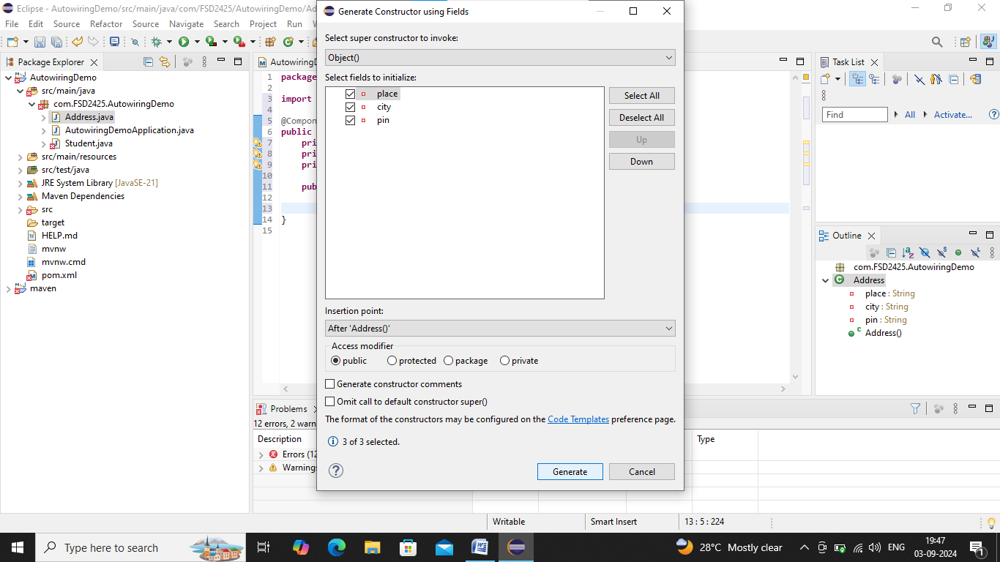 Eclipse - AutowiringDemo/src/main/java/com/FSD2425/AutowiringDemo/Ad
File Edit Source Refactor Source Navigate Search Project Run
Package Explorer
AutowiringDemo
src/main/java
com.FSD2425.AutowiringDemo
Address.java
AutowiringDemoApplication.java
Student.java
src/main/resources
src/test/java
JRE System Library [JavaSE-21]
Maven Dependencies
src
target
HELP.md
mvnw
mvnw.cmd
pom.xml
maven
AutowiringD
1 package
2
3 import
4
5 @Compon
6 public
7 pri
8 pri
9 pri
10
11 pub
12
13
14 }
15
Generate Constructor using Fields
Select super constructor to invoke:
Object()
Select fields to initialize:
place
city
pin
Select All
Deselect All
Up
Down
Insertion point:
After 'Address()'
Access modifier
public protected package private
Generate constructor comments
Omit call to default constructor super()
The format of the constructors may be configured on the Code Templates preference page.
3 of 3 selected.
Generate Cancel
Task List
Find All Activate...
Outline
com.FSD2425.AutowiringDemo
Address
place : String
city : String
pin : String
Address()
Problems
12 errors, 2 warn
Description Type
Errors (12
Warnings
Writable Smart Insert 13 : 5 : 224
Type here to search
28°C Mostly clear
ENG
19:47
03-09-2024
1